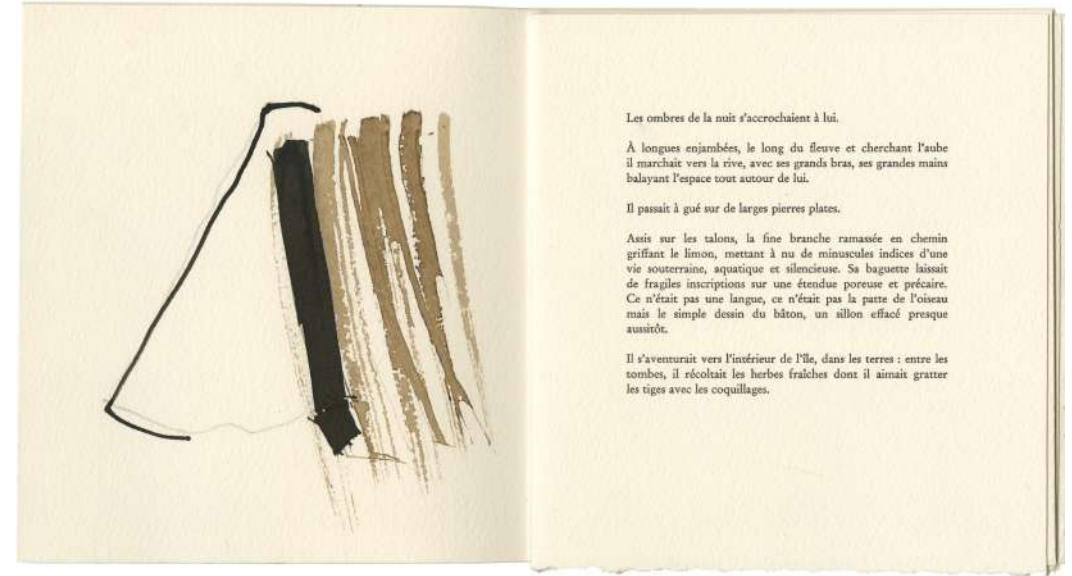 Les ombres de la nuit s'accrochaient à lui.
À longues enjambées, le long du fleuve et cherchant l'aube
il marchait vers la rive, avec ses grands bras, ses grandes mains
balayant l'espace tout autour de lui.
Il passait à gué sur de larges pierres plates.
Assis sur les talons, la fine branche ramassée en chemin
griffant le limon, mettant à nu de minuscules indices d'une
vie souterraine, aquatique et silencieuse. Sa baguette laissait
de fragiles inscriptions sur une étendue poreuse et précaire.
Ce n'était pas une langue, ce n'était pas la patte de l'oiseau
mais le simple dessin du bâton, un sillon effacé presque
aussitôt.
Il s'aventurait vers l'intérieur de l'île, dans les terres : entre les
tombes, il récoltait les herbes fraîches dont il aimait gratter
les tiges avec les coquillages.